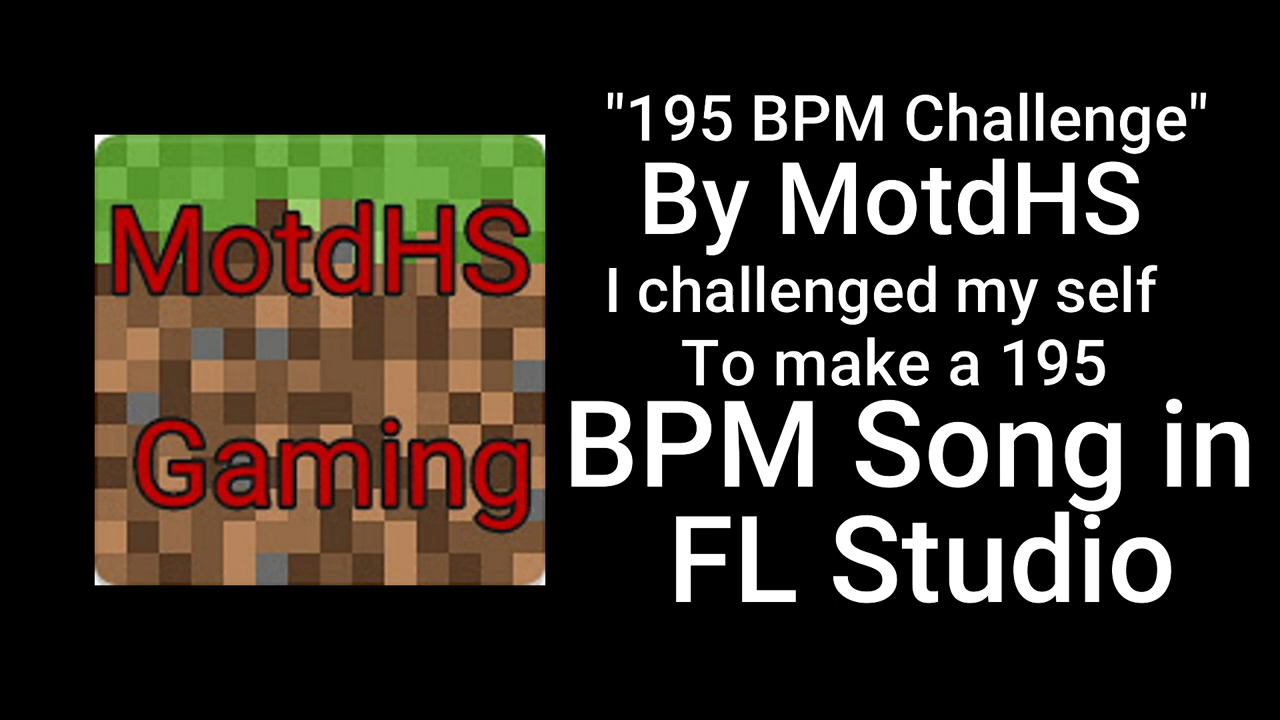 MotdHS
Gaming
"195 BPM Challenge"
By MotdHS
I challenged my self
To make a 195
BPM Song in
FL Studio